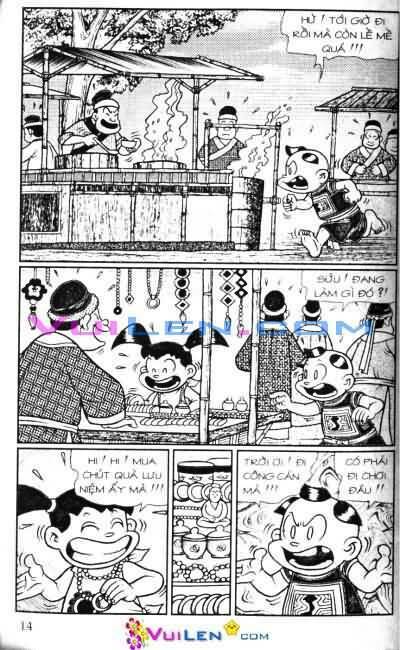 HỪ ! TỚI GIỜ ĐI
RỒI MÀ CÒN LỀ MỀ
QUÁ !!!
SỬU ! ĐANG
LÀM GÌ ĐÓ ?!
VUILEN.COM
HI ! HI ! MUA
CHÚT QUÀ LƯU
NIỆM ẤY MÀ !!!
TRỜI ƠI ! ĐI
CÔNG CÁN
MÀ !!!
CÓ PHẢI
ĐI CHƠI
ĐÂU !!
14
VUILEN.COM